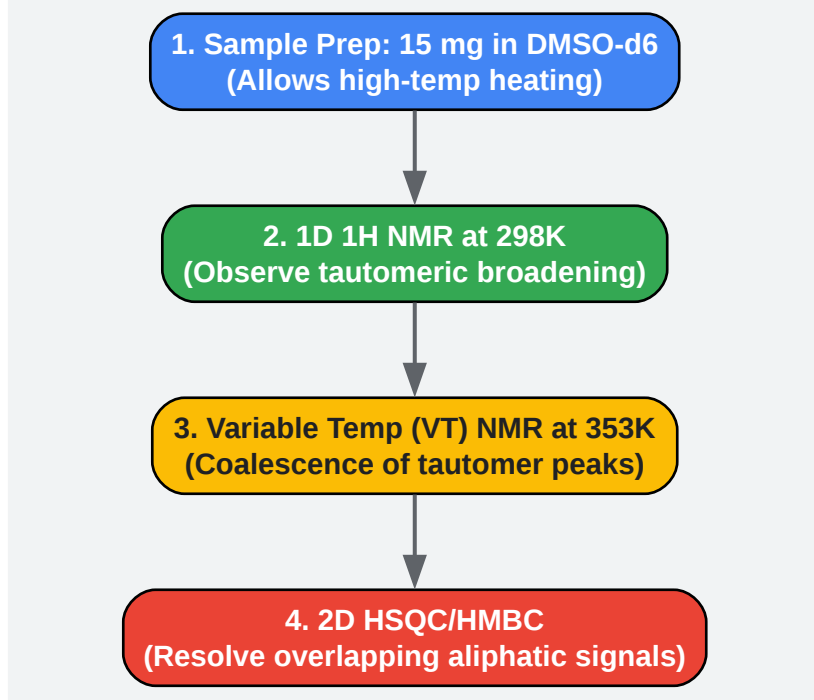 1. Sample Prep: 15 mg in DMSO-d6
(Allows high-temp heating)
2. 1D 1H NMR at 298K
(Observe tautomeric broadening)
3. Variable Temp (VT) NMR at 353K
(Coalescence of tautomer peaks)
4. 2D HSQC/HMBC
(Resolve overlapping aliphatic signals)